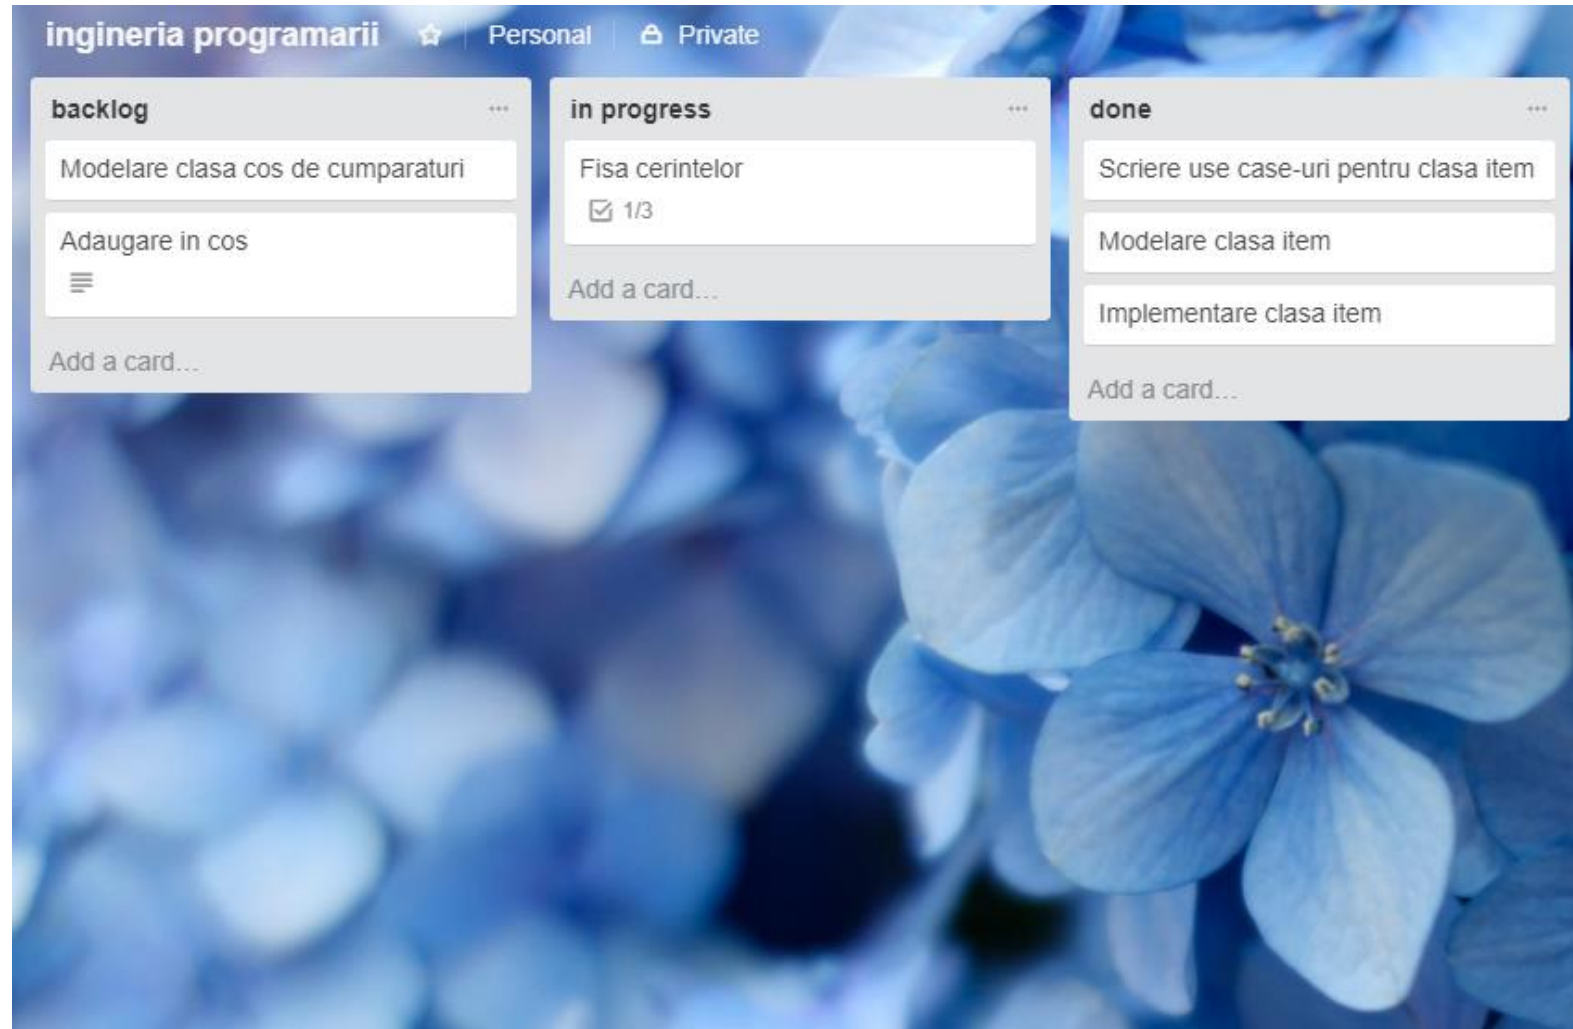 ingineria programarii Personal Private
backlog
Modelare clasa cos de cumparaturi
Adaugare in cos
Add a card...
in progress
Fisa cerintelor
1/3
Add a card...
done
Scriere use case-uri pentru clasa item
Modelare clasa item
Implementare clasa item
Add a card...